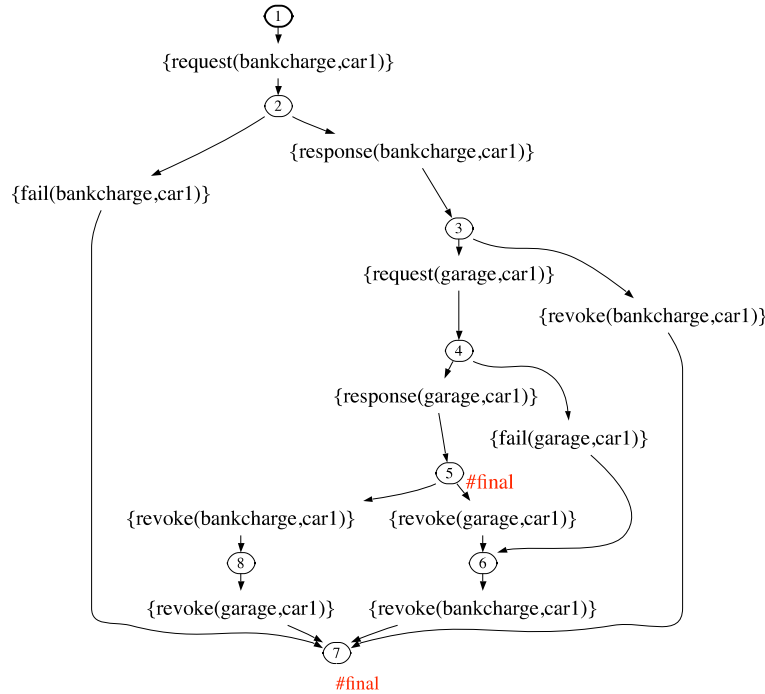 1
{request(bankcharge,car1)}
2
{response(bankcharge,car1)}
{fail(bankcharge,car1)}
3
{request(garage,car1)}
{revoke(bankcharge,car1)}
4
{response(garage,car1)}
{fail(garage,car1)}
5
#final
{revoke(bankcharge,car1)}
{revoke(garage,car1)}
8
6
{revoke(garage,car1)}
{revoke(bankcharge,car1)}
7
#final